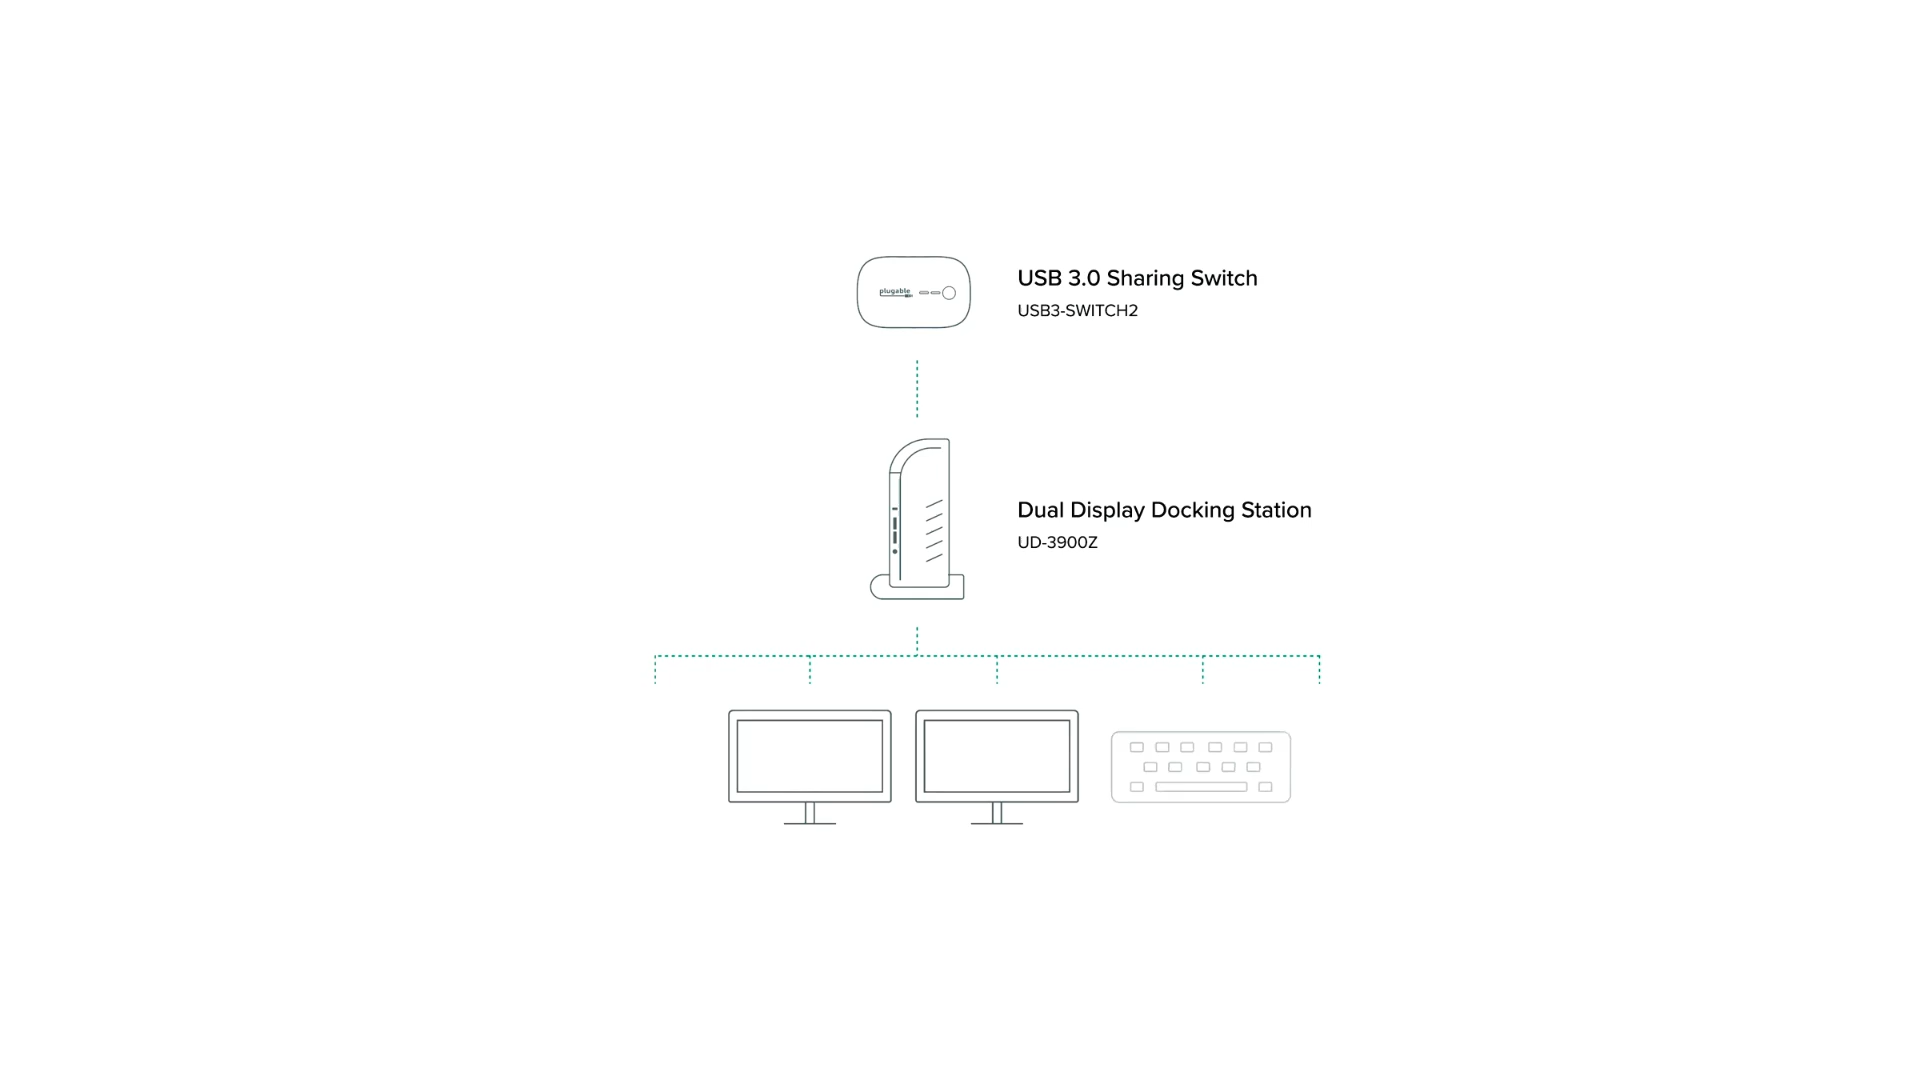 plugable
USB 3.0 Sharing Switch
USB3-SWITCH2
Dual Display Docking Station
UD-3900Z